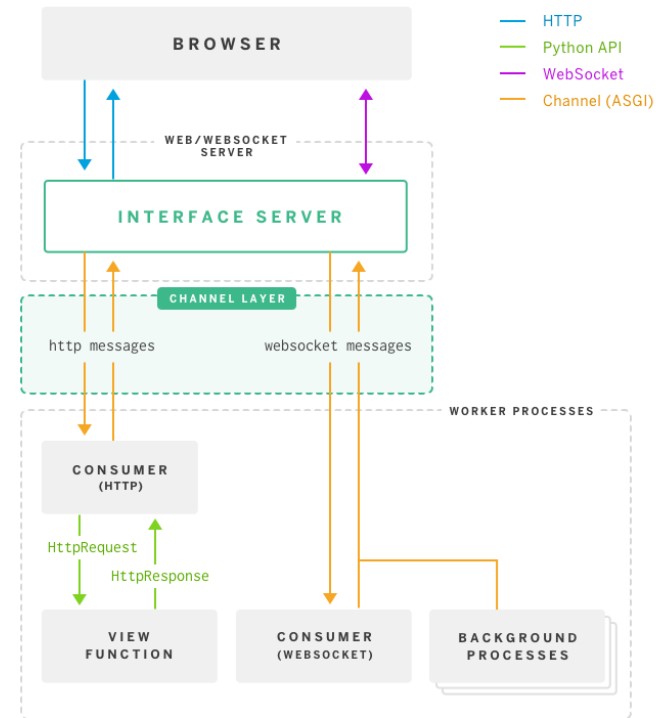 BROWSER
HTTP
Python API
WebSocket
Channel (ASGI)
WEB/WEBSOCKET
SERVER
INTERFACE SERVER
CHANNEL LAYER
http messages
websocket messages
WORKER PROCESSES
CONSUMER
(HTTP)
HttpRequest
HttpResponse
VIEW
FUNCTION
CONSUMER
(WEBSOCKET)
BACKGROUND
PROCESSES